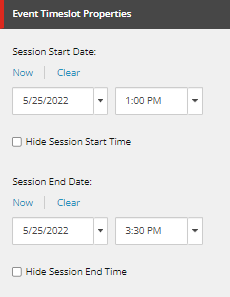 Event Timeslot Properties
Session Start Date:
Now Clear
5/25/2022 1:00 PM
Hide Session Start Time
Session End Date:
Now Clear
5/25/2022 3:30 PM
Hide Session End Time